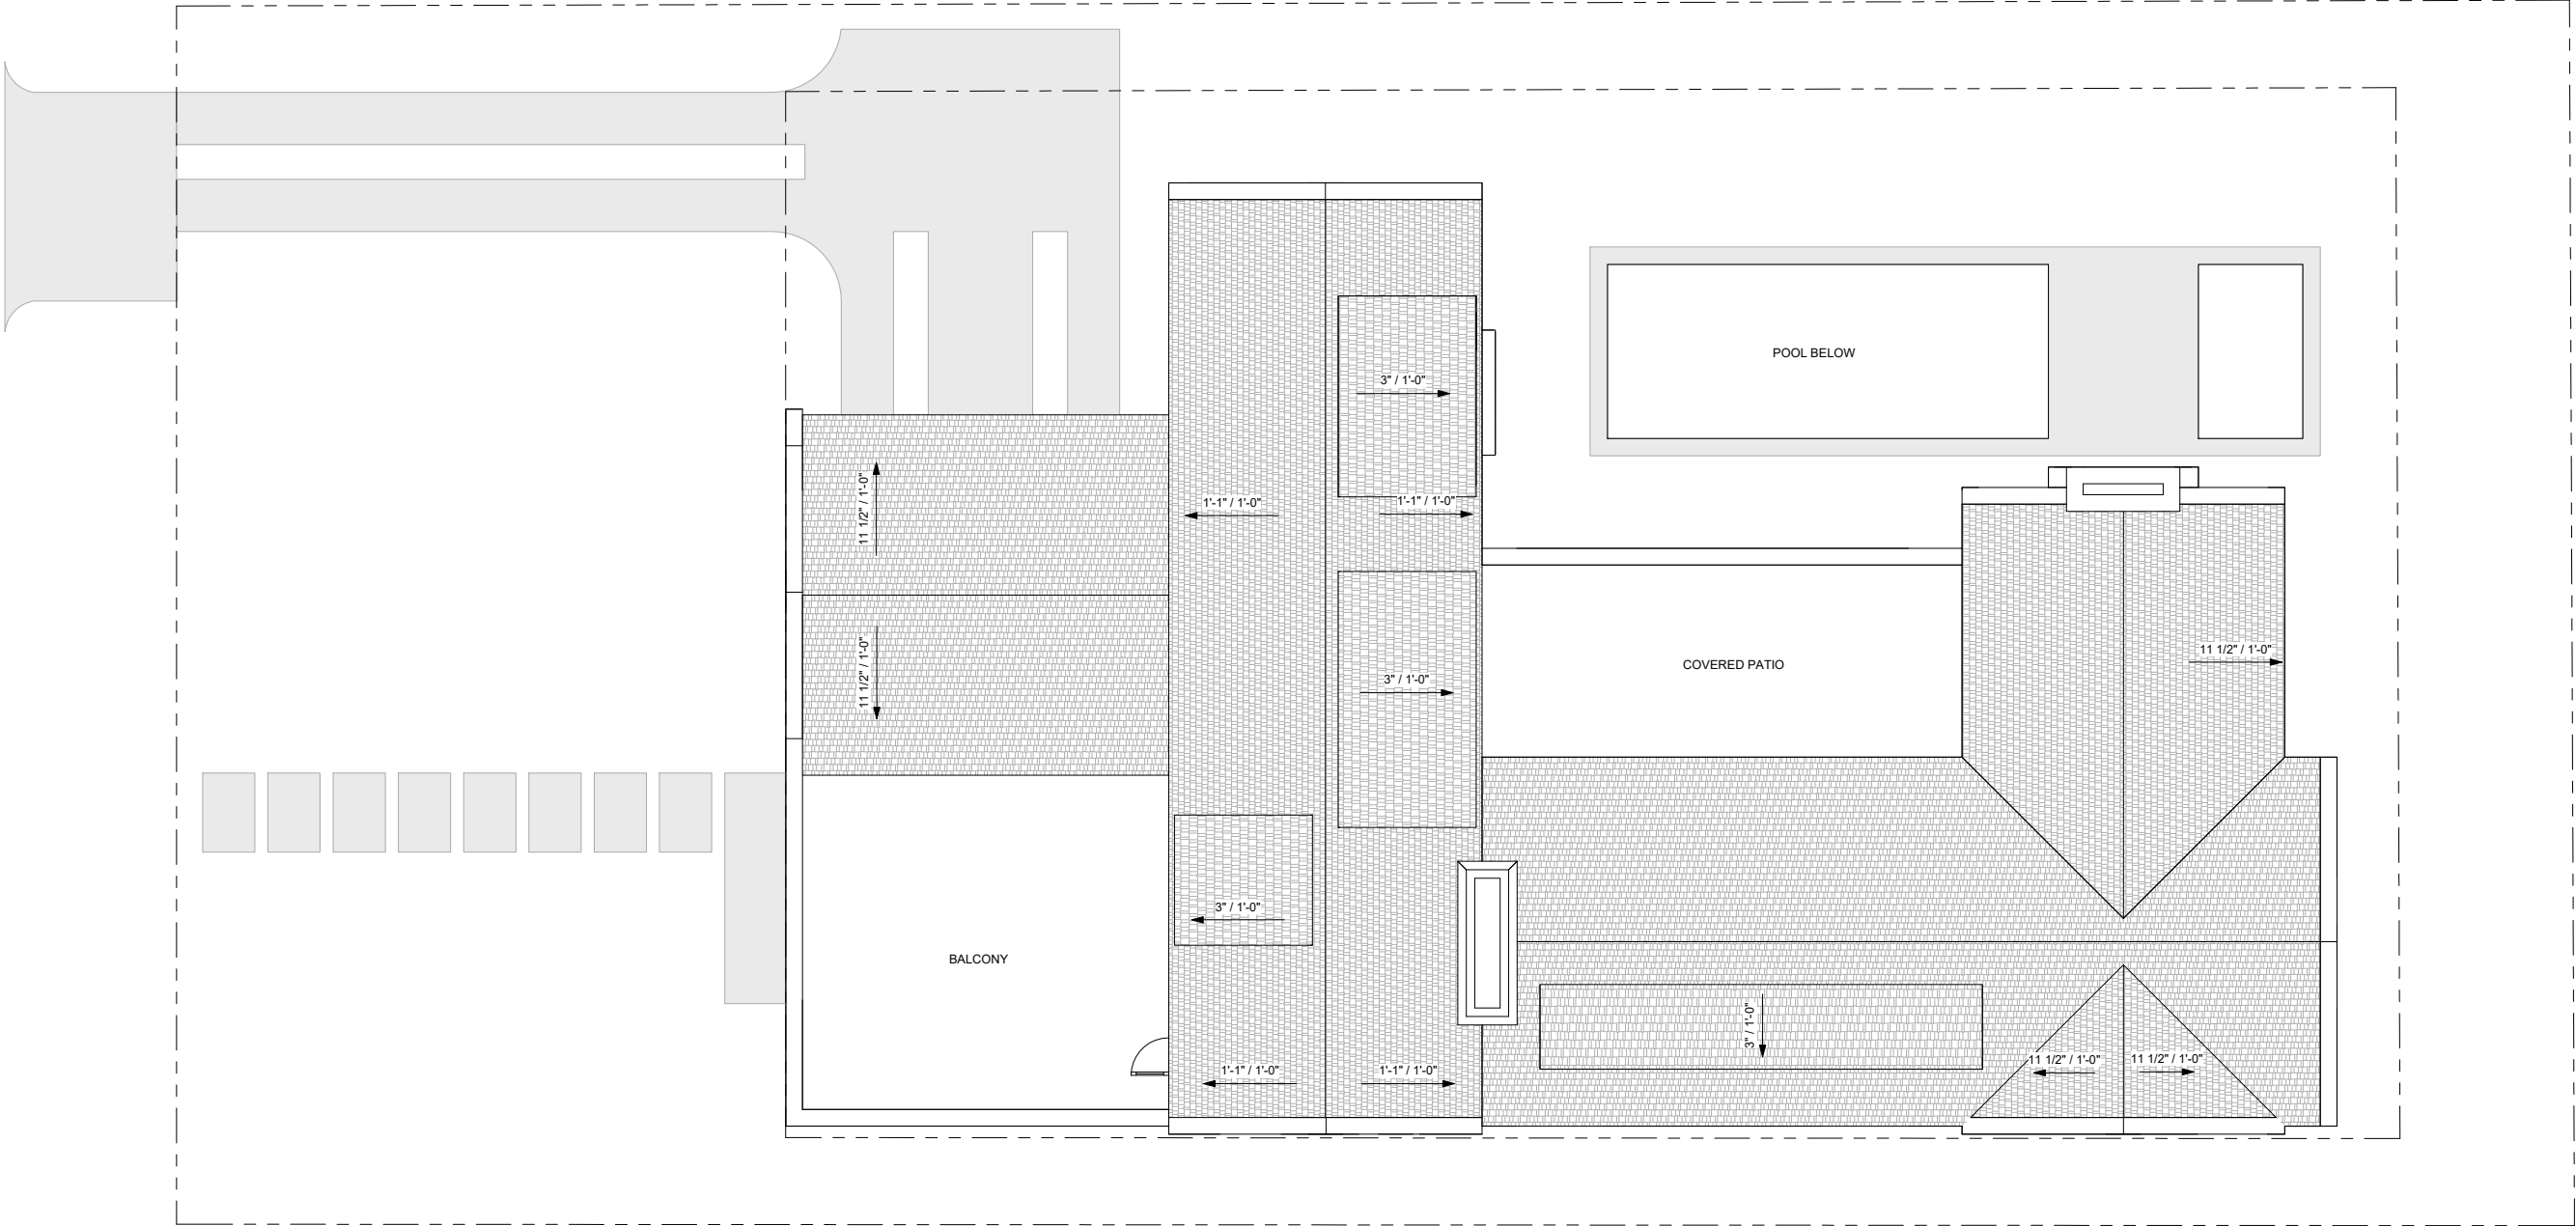 POOL BELOW
3" / 1'-0"
11 1/2" / 1'-0"
1'-1" / 1'-0"
1'-1" / 1'-0"
11 1/2" / 1'-0"
3" / 1'-0"
COVERED PATIO
11 1/2" / 1'-0"
3" / 1'-0"
BALCONY
3" / 1'-0"
1'-1" / 1'-0"
1'-1" / 1'-0"
11 1/2" / 1'-0"
11 1/2" / 1'-0"